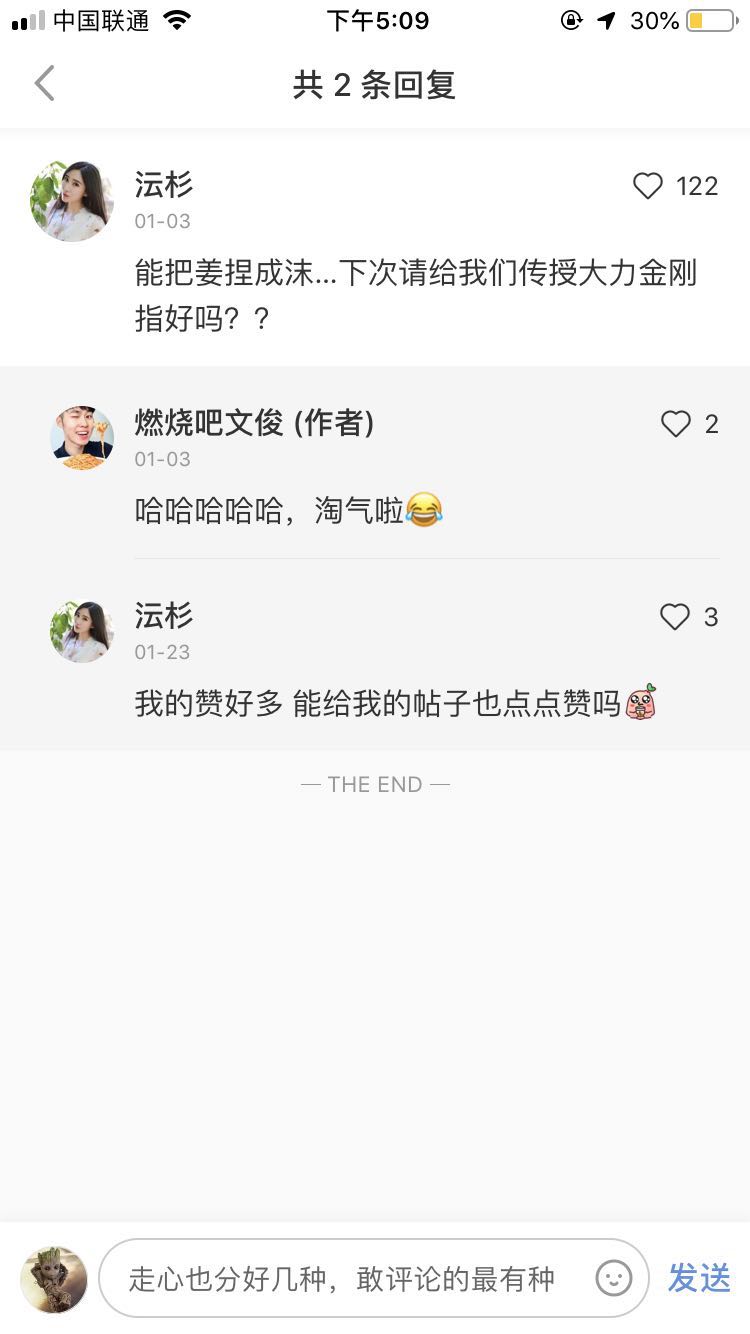 中国联通 下午5:09 30%
共 2 条回复
沄杉 122
01-03
能把姜捏成沫...下次请给我们传授大力金刚
指好吗？？
燃烧吧文俊 (作者) 2
01-03
哈哈哈哈哈，淘气啦😂
沄杉 3
01-23
我的赞好多 能给我的帖子也点点赞吗
— THE END —
走心也分好几种，敢评论的最有种 发送